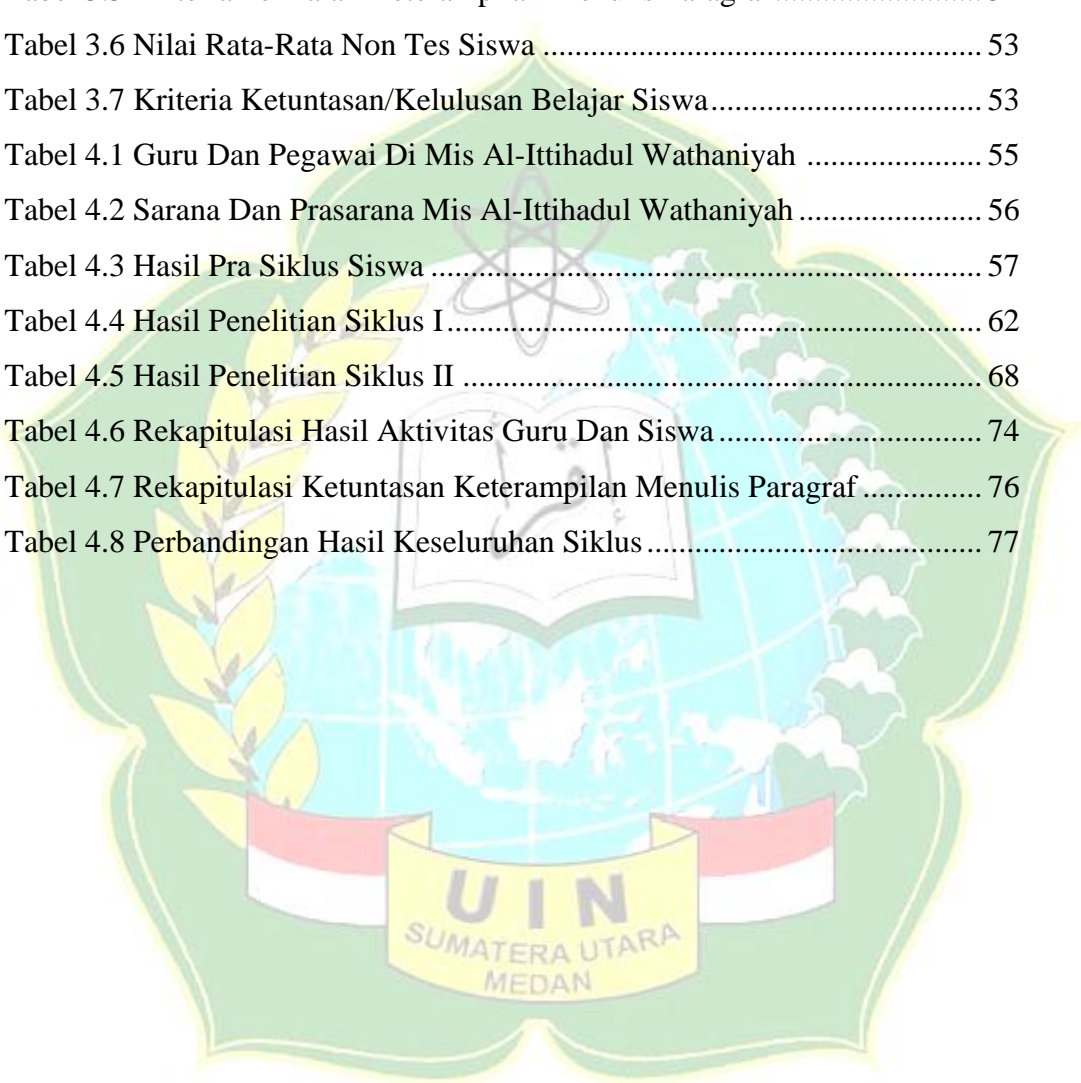 Tabel 3.6 Nilai Rata-Rata Non Tes Siswa ........................................................ 53
Tabel 3.7 Kriteria Ketuntasan/Kelulusan Belajar Siswa.................................. 53
Tabel 4.1 Guru Dan Pegawai Di Mis Al-Ittihadul Wathaniyah ...................... 55
Tabel 4.2 Sarana Dan Prasarana Mis Al-Ittihadul Wathaniyah ....................... 56
Tabel 4.3 Hasil Pra Siklus Siswa ..................................................................... 57
Tabel 4.4 Hasil Penelitian Siklus I................................................................... 62
Tabel 4.5 Hasil Penelitian Siklus II ................................................................. 68
Tabel 4.6 Rekapitulasi Hasil Aktivitas Guru Dan Siswa ................................. 74
Tabel 4.7 Rekapitulasi Ketuntasan Keterampilan Menulis Paragraf ............... 76
Tabel 4.8 Perbandingan Hasil Keseluruhan Siklus .......................................... 77
UIN
SUMATERA UTARA
MEDAN